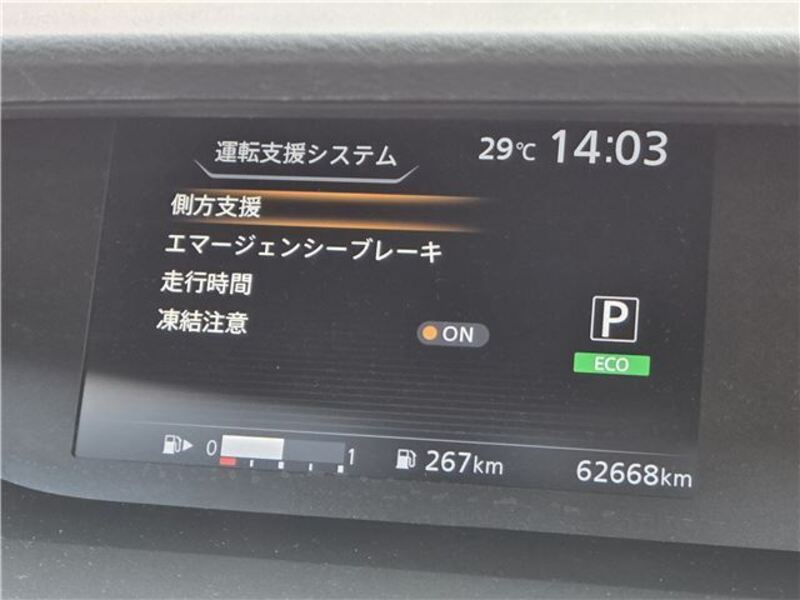 運転支援システム
29℃ 14:03
側方支援
エマージェンシーブレーキ
走行時間
凍結注意
ON
P
ECO
0 1
267km
62668km